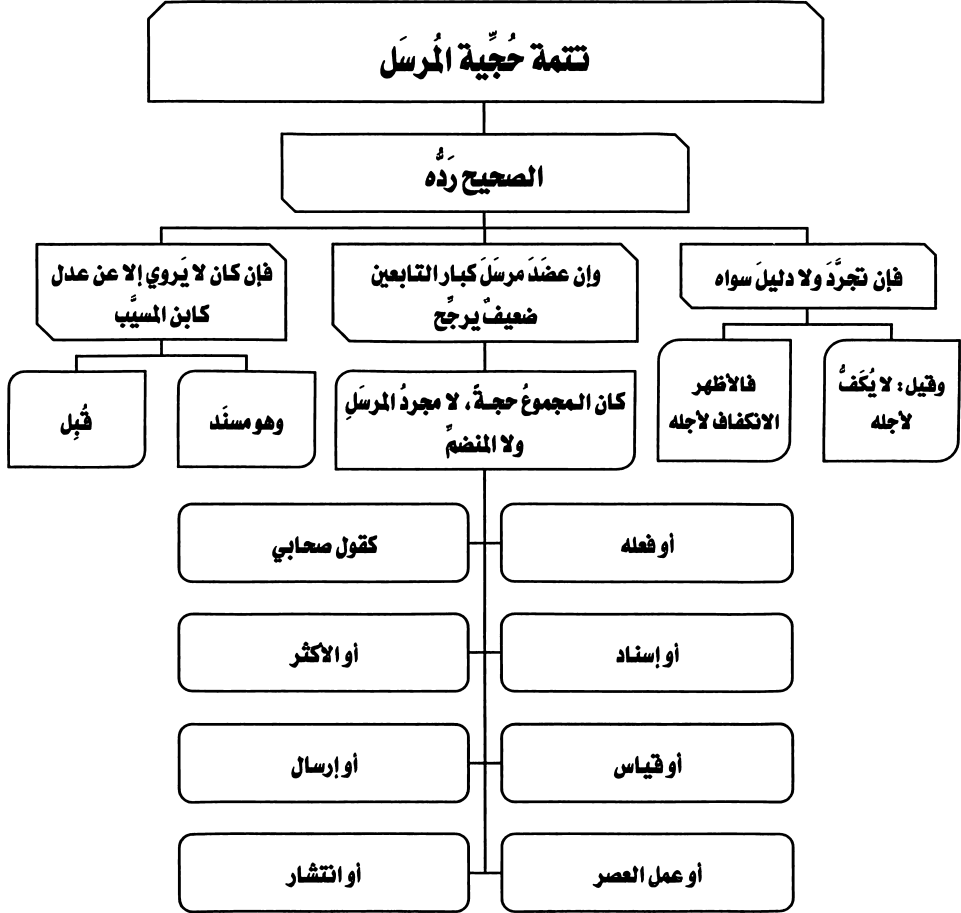 تتمة حُجِّية المُرسَل
الصحيح رَدُّه
فإن تجرَّدَ ولا دليلَ سواه
وقيل: لا يُكَفُّ
لأجله
فالأظهر
الانكفاف لأجله
وإن عضَدَ مرسَلَ كبار التابعين
ضعيفٌ يرجِّح
كان المجموعُ حجةً، لا مجردُ المرسَلِ
ولا المنضمِّ
أو فعله
كقول صحابي
أو إسناد
أو الأكثر
أو قياس
أو إرسال
أو عمل العصر
أو انتشار
فإن كان لا يَروي إلا عن عدل
كابن المسيَّب
وهو مسنَد
قُبِل